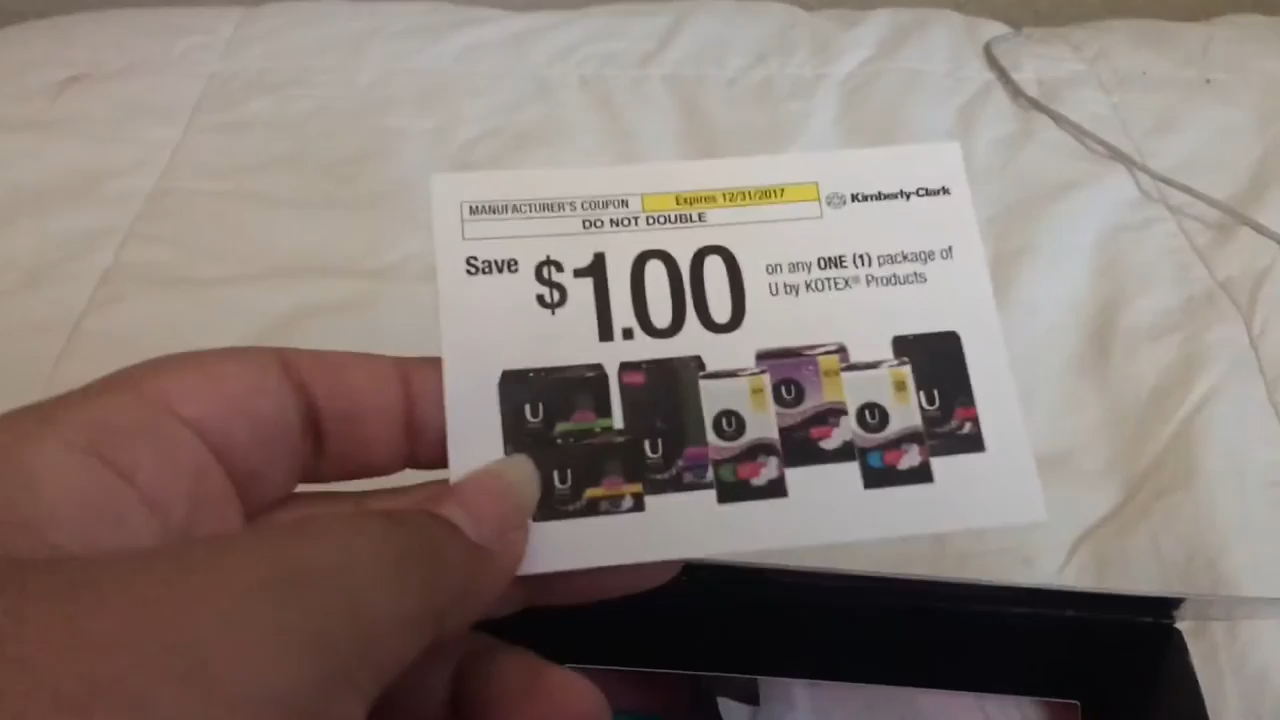 MANUFACTURER'S COUPON Expires 12/31/2017
DO NOT DOUBLE
Kimberly-Clark
Save $1.00
on any ONE (1) package of
U by KOTEX® Products
U
U
U
U
U
U
U